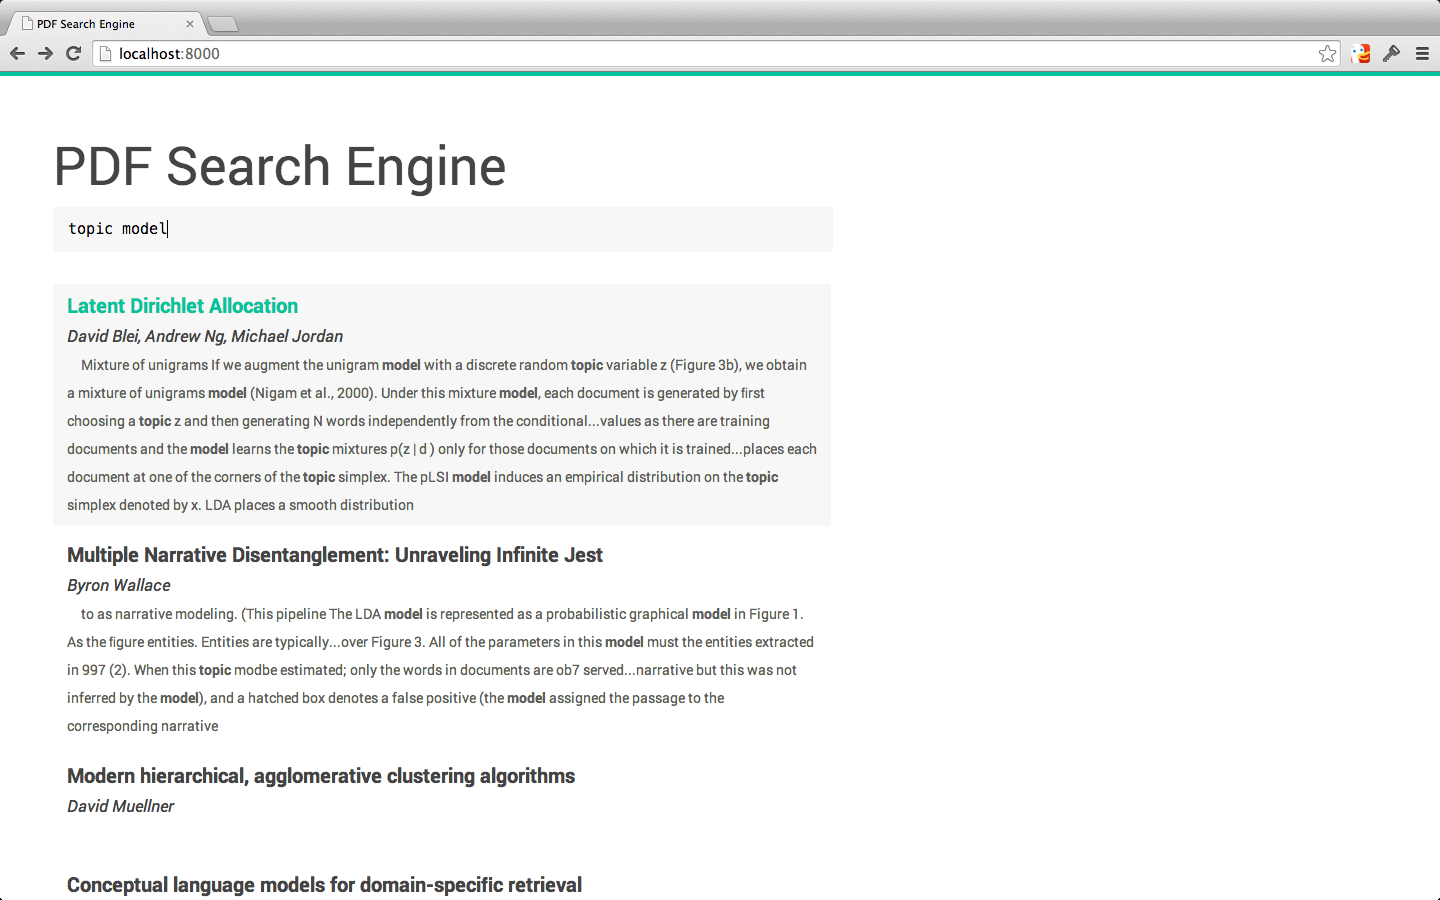 PDF Search Engine
localhost:8000
PDF Search Engine
topic model
Latent Dirichlet Allocation
David Blei, Andrew Ng, Michael Jordan
Mixture of unigrams If we augment the unigram model with a discrete random topic variable z (Figure 3b), we obtain
a mixture of unigrams model (Nigam et al., 2000). Under this mixture model, each document is generated by first
choosing a topic z and then generating N words independently from the conditional...values as there are training
documents and the model learns the topic mixtures p(z | d ) only for those documents on which it is trained...places each
document at one of the corners of the topic simplex. The pLSI model induces an empirical distribution on the topic
simplex denoted by x. LDA places a smooth distribution
Multiple Narrative Disentanglement: Unraveling Infinite Jest
Byron Wallace
to as narrative modeling. (This pipeline The LDA model is represented as a probabilistic graphical model in Figure 1.
As the figure entities. Entities are typically...over Figure 3. All of the parameters in this model must the entities extracted
in 997 (2). When this topic modbe estimated; only the words in documents are ob7 served...narrative but this was not
inferred by the model), and a hatched box denotes a false positive (the model assigned the passage to the
corresponding narrative
Modern hierarchical, agglomerative clustering algorithms
David Muellner
Conceptual language models for domain-specific retrieval